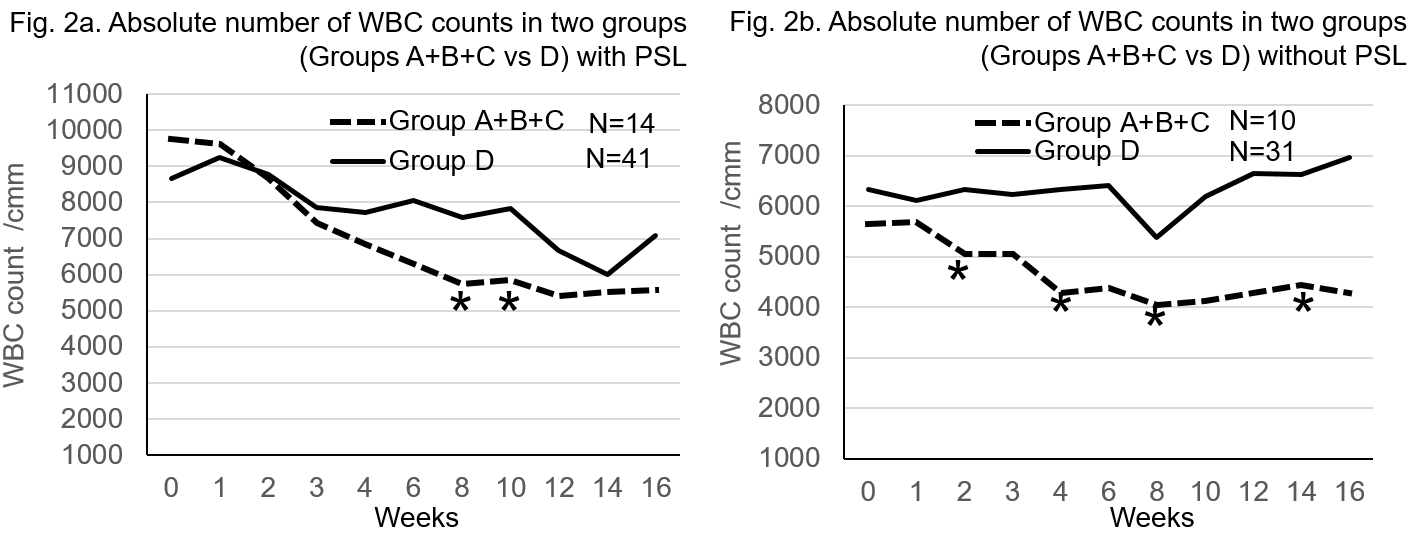 Fig. 2a. Absolute number of WBC counts in two groups
(Groups A+B+C vs D) with PSL
11000
10000
9000
8000
7000
6000
5000
4000
3000
2000
1000
WBC count /cmm
Group A+B+C N=14
Group D N=41
* *
0 1 2 3 4 6 8 10 12 14 16
Weeks
Fig. 2b. Absolute number of WBC counts in two groups
(Groups A+B+C vs D) without PSL
8000
7000
6000
5000
4000
3000
2000
1000
WBC count /cmm
Group A+B+C N=10
Group D N=31
* * * *
0 1 2 3 4 6 8 10 12 14 16
Weeks